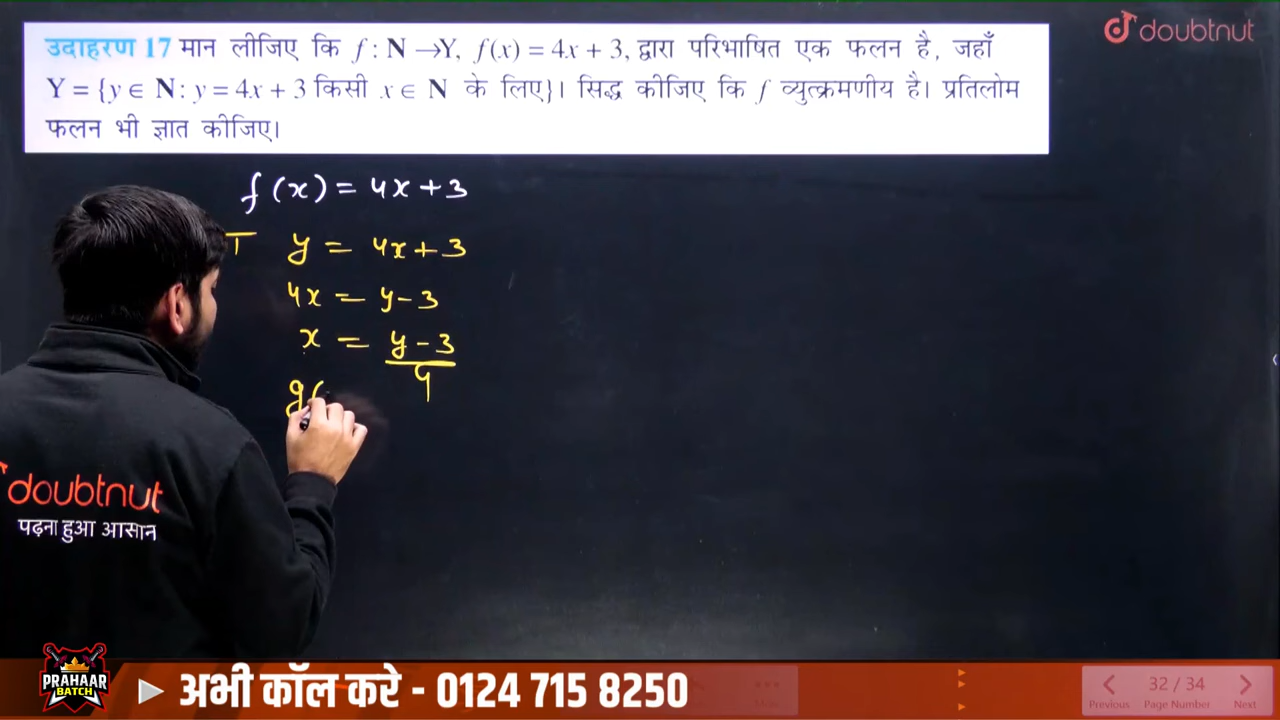 उदाहरण 17 मान लीजिए कि f : N →Y, f(x) = 4x + 3, द्वारा परिभाषित एक फलन है, जहाँ
Y = {y ∈ N: y = 4x + 3 किसी x ∈ N के लिए}। सिद्ध कीजिए कि f व्युत्क्रमणीय है। प्रतिलोम
फलन भी ज्ञात कीजिए।
doubtnut
f(x) = 4x+3
y = 4x+3
4x = y-3
x = y-3
4
g(
doubtnut
पढ़ना हुआ आसान
PRAHAAR
BATCH
अभी कॉल करे - 0124 715 8250
32 / 34
Previous Page Number Next